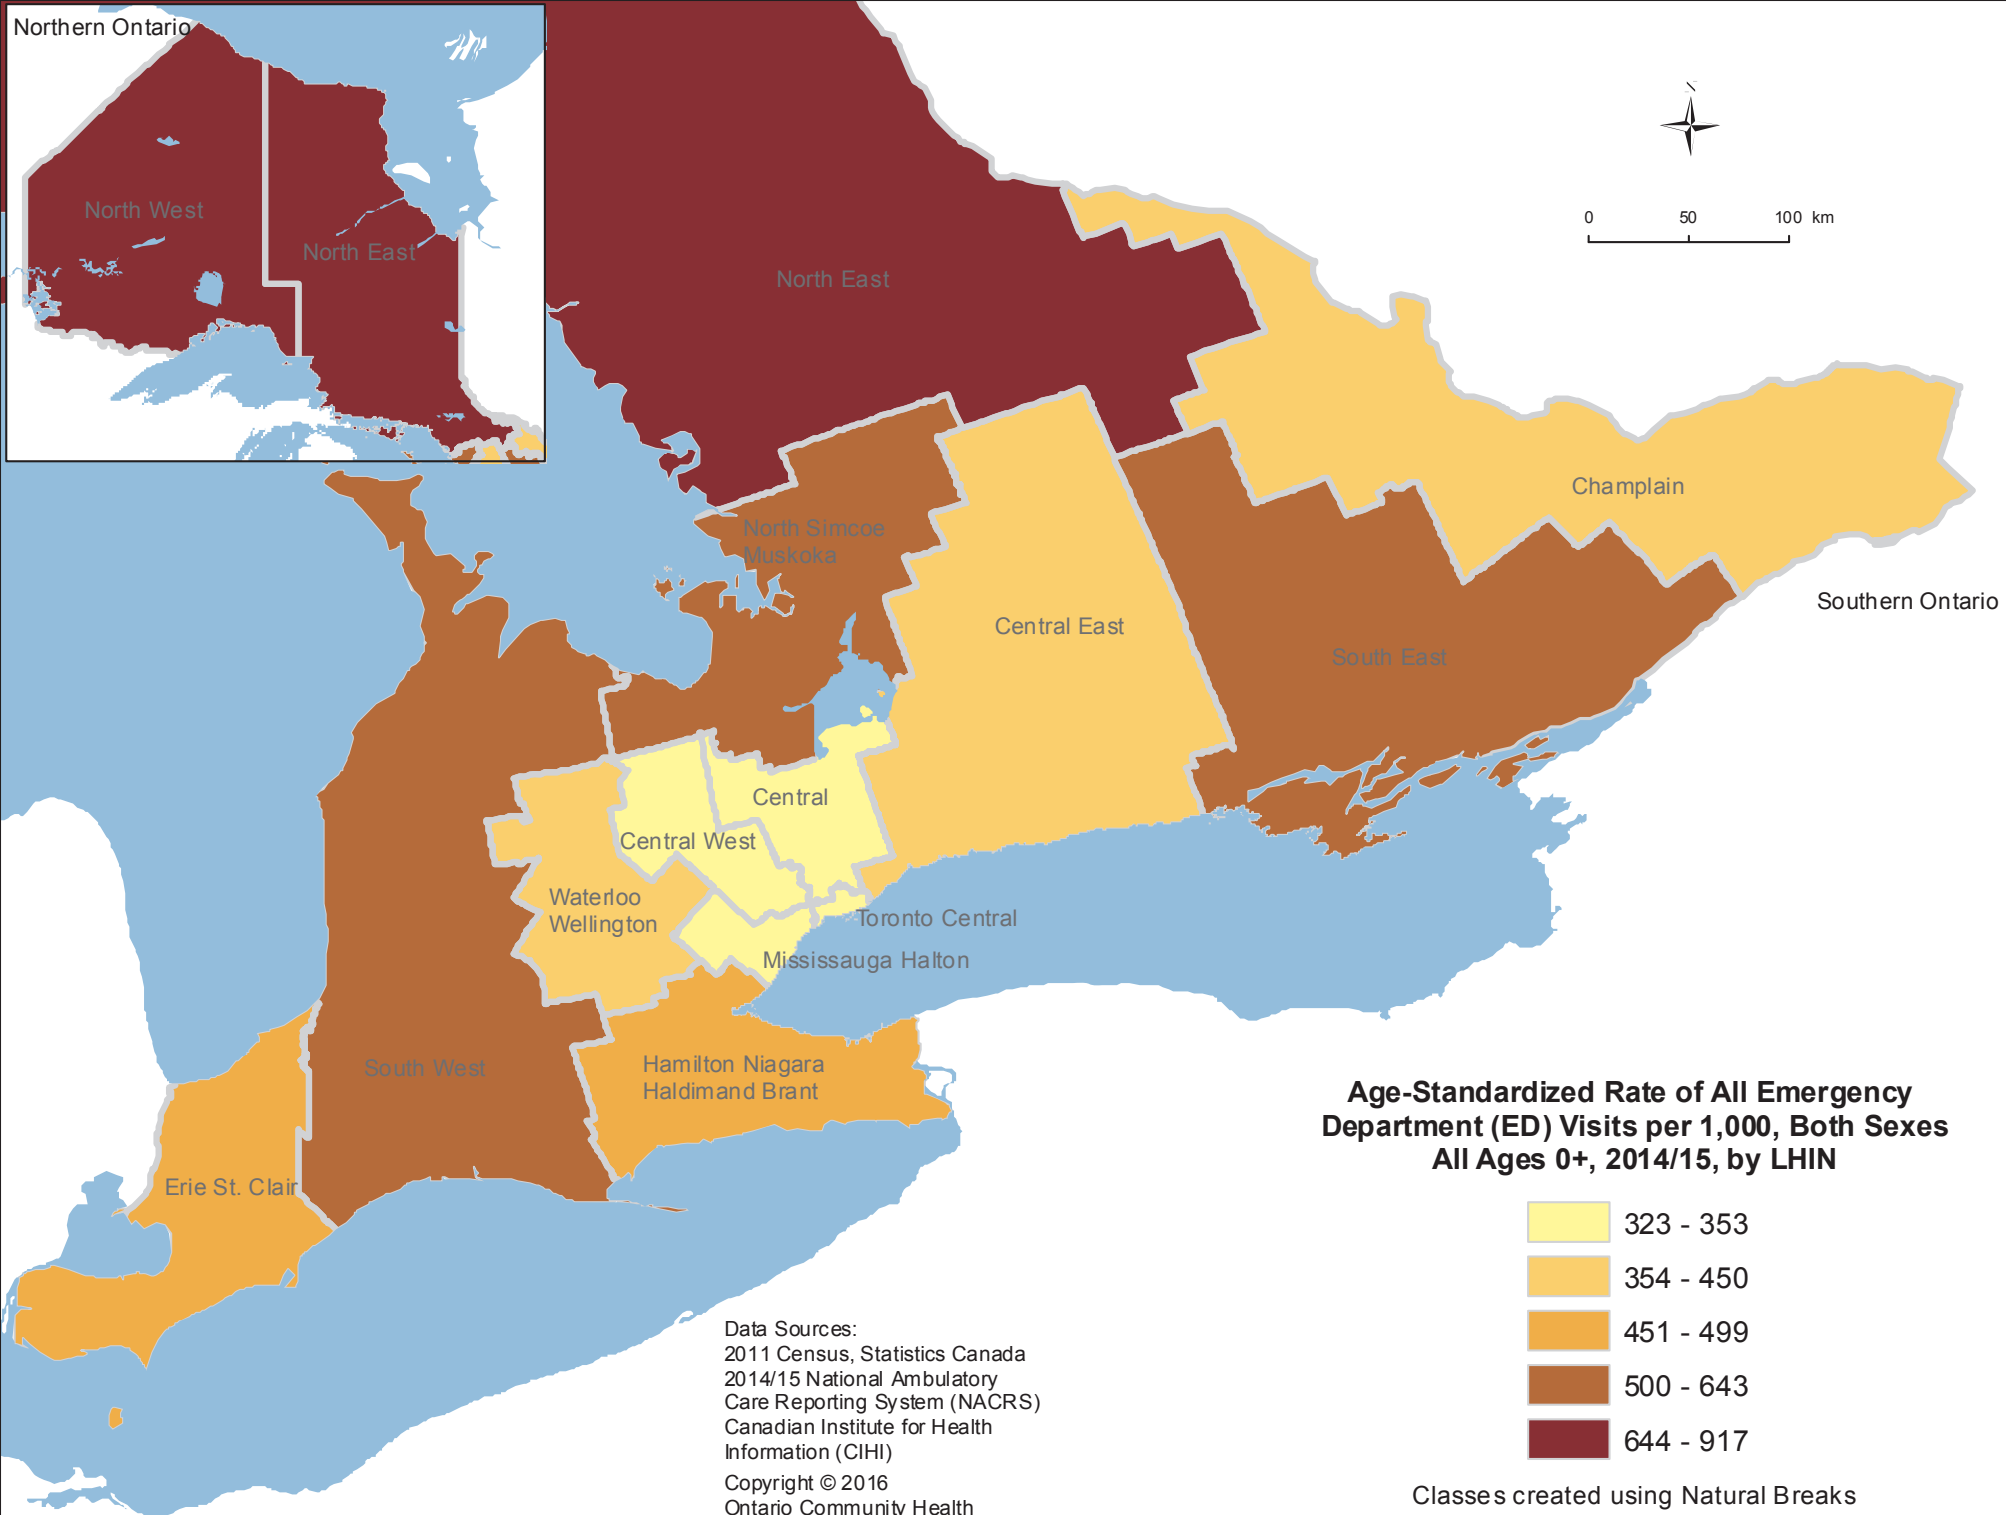 Northern Ontario
N
North West
North East
0 50 100 km
North East
Champlain
North Simcoe
Muskoka
Southern Ontario
Central East
South East
Central
Central West
Waterloo
Wellington
Toronto Central
Mississauga Halton
South West
Hamilton Niagara
Haldimand Brant
Erie St. Clair
Age-Standardized Rate of All Emergency
Department (ED) Visits per 1,000, Both Sexes
All Ages 0+, 2014/15, by LHIN
323 - 353
354 - 450
451 - 499
500 - 643
644 - 917
Classes created using Natural Breaks
Data Sources:
2011 Census, Statistics Canada
2014/15 National Ambulatory
Care Reporting System (NACRS)
Canadian Institute for Health
Information (CIHI)
Copyright © 2016
Ontario Community Health